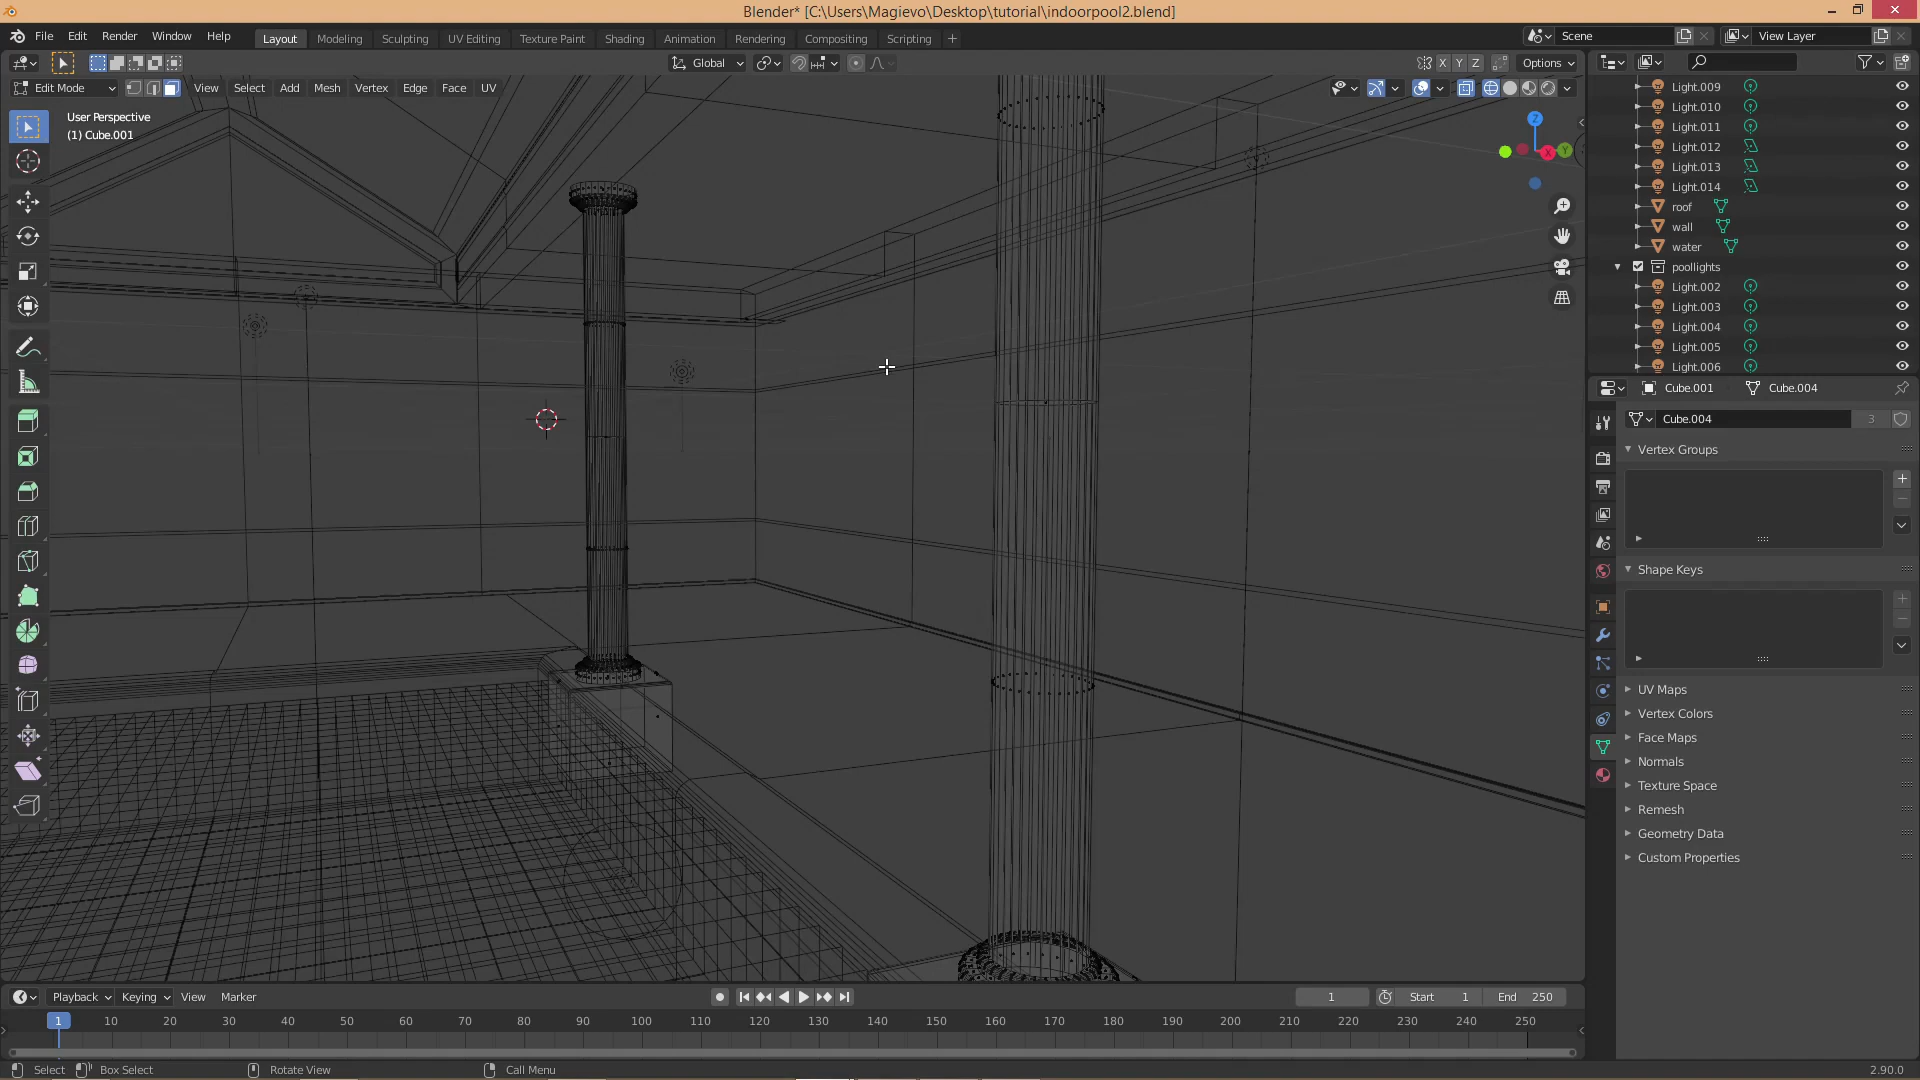 Blender* [C:\Users\Magievo\Desktop\tutorial\indoorpool2.blend]
File Edit Render Window Help
Layout Modeling Sculpting UV Editing Texture Paint Shading Animation Rendering Compositing Scripting
Scene
View Layer
Global
X Y Z
Options
Edit Mode
View Select Add Mesh Vertex Edge Face UV
User Perspective
(1) Cube.001
Z
X
Y
Light.009
Light.010
Light.011
Light.012
Light.013
Light.014
roof
wall
water
poollights
Light.002
Light.003
Light.004
Light.005
Light.006
Cube.001
Cube.004
Cube.004
3
Vertex Groups
Shape Keys
UV Maps
Vertex Colors
Face Maps
Normals
Texture Space
Remesh
Geometry Data
Custom Properties
Playback Keying View Marker
1
Start 1
End 250
1 10 20 30 40 50 60 70 80 90 100 110 120 130 140 150 160 170 180 190 200 210 220 230 240 250
Select
Box Select
Rotate View
Call Menu
2.90.0